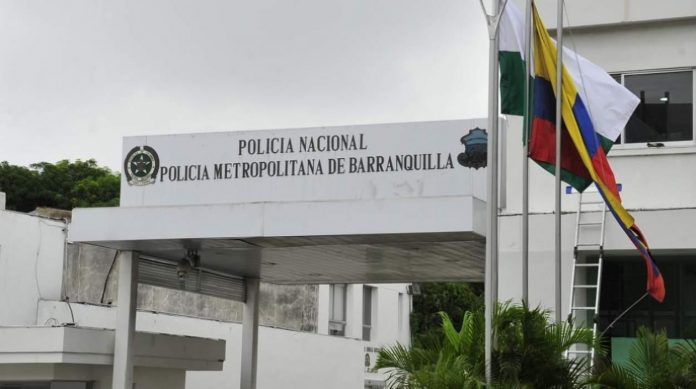 POLICIA NACIONAL
POLICIA METROPOLITANA DE BARRANQUILLA